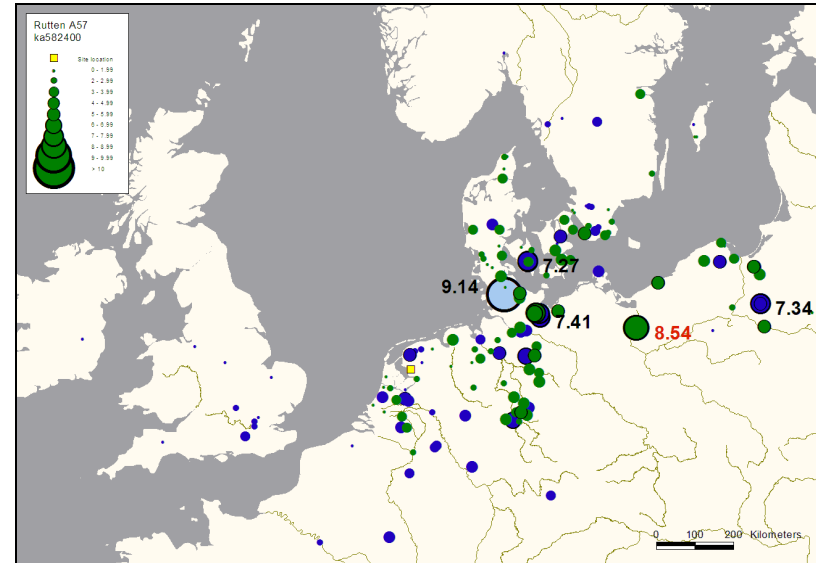 Rutten A57
ka582400
Site location
0 - 1.99
2 - 2.99
3 - 3.99
4 - 4.99
5 - 5.99
6 - 6.99
7 - 7.99
8 - 8.99
9 - 9.99
> 10
7.27
9.14
7.34
7.41
8.54
0 100 200 Kilometers